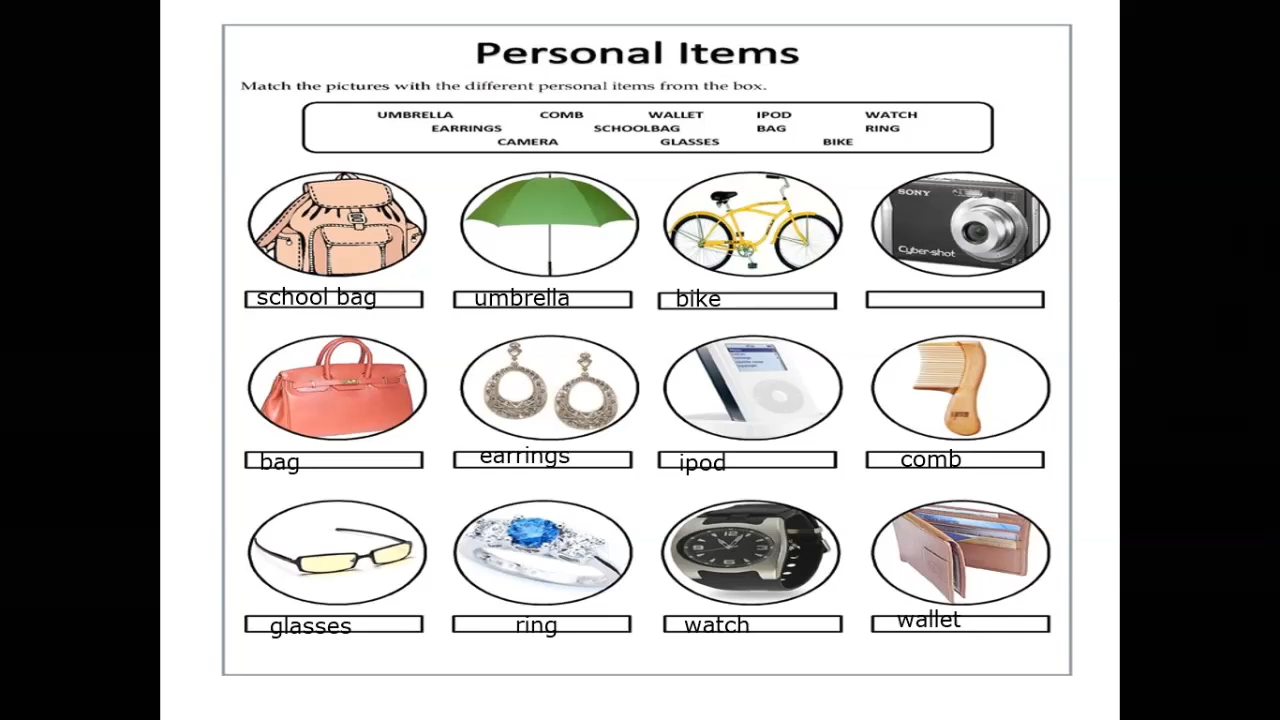 Personal Items
Match the pictures with the different personal items from the box.
UMBRELLA COMB WALLET IPOD WATCH
EARRINGS SCHOOLBAG BAG RING
CAMERA GLASSES BIKE
SONY
Cyber-shot
school bag umbrella bike
bag earrings ipod comb
glasses ring watch wallet